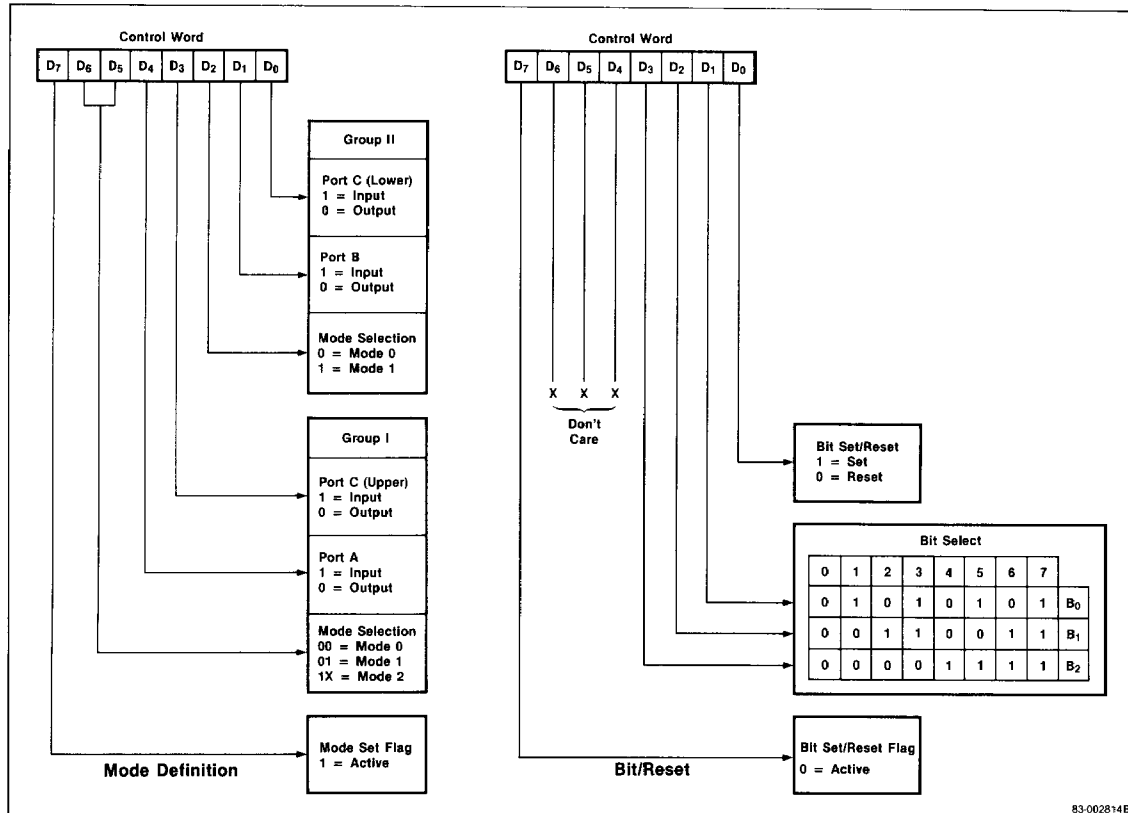 Control Word
D7 D6 D5 D4 D3 D2 D1 D0
Group II
Port C (Lower)
1 = Input
0 = Output
Port B
1 = Input
0 = Output
Mode Selection
0 = Mode 0
1 = Mode 1
Group I
Port C (Upper)
1 = Input
0 = Output
Port A
1 = Input
0 = Output
Mode Selection
00 = Mode 0
01 = Mode 1
1X = Mode 2
Mode Set Flag
1 = Active
Mode Definition
Control Word
D7 D6 D5 D4 D3 D2 D1 D0
X X X
Don't
Care
Bit Set/Reset
1 = Set
0 = Reset
Bit Select
0 1 2 3 4 5 6 7
0 1 0 1 0 1 0 1 B0
0 0 1 1 0 0 1 1 B1
0 0 0 0 1 1 1 1 B2
Bit Set/Reset Flag
0 = Active
Bit/Reset
83-002814B